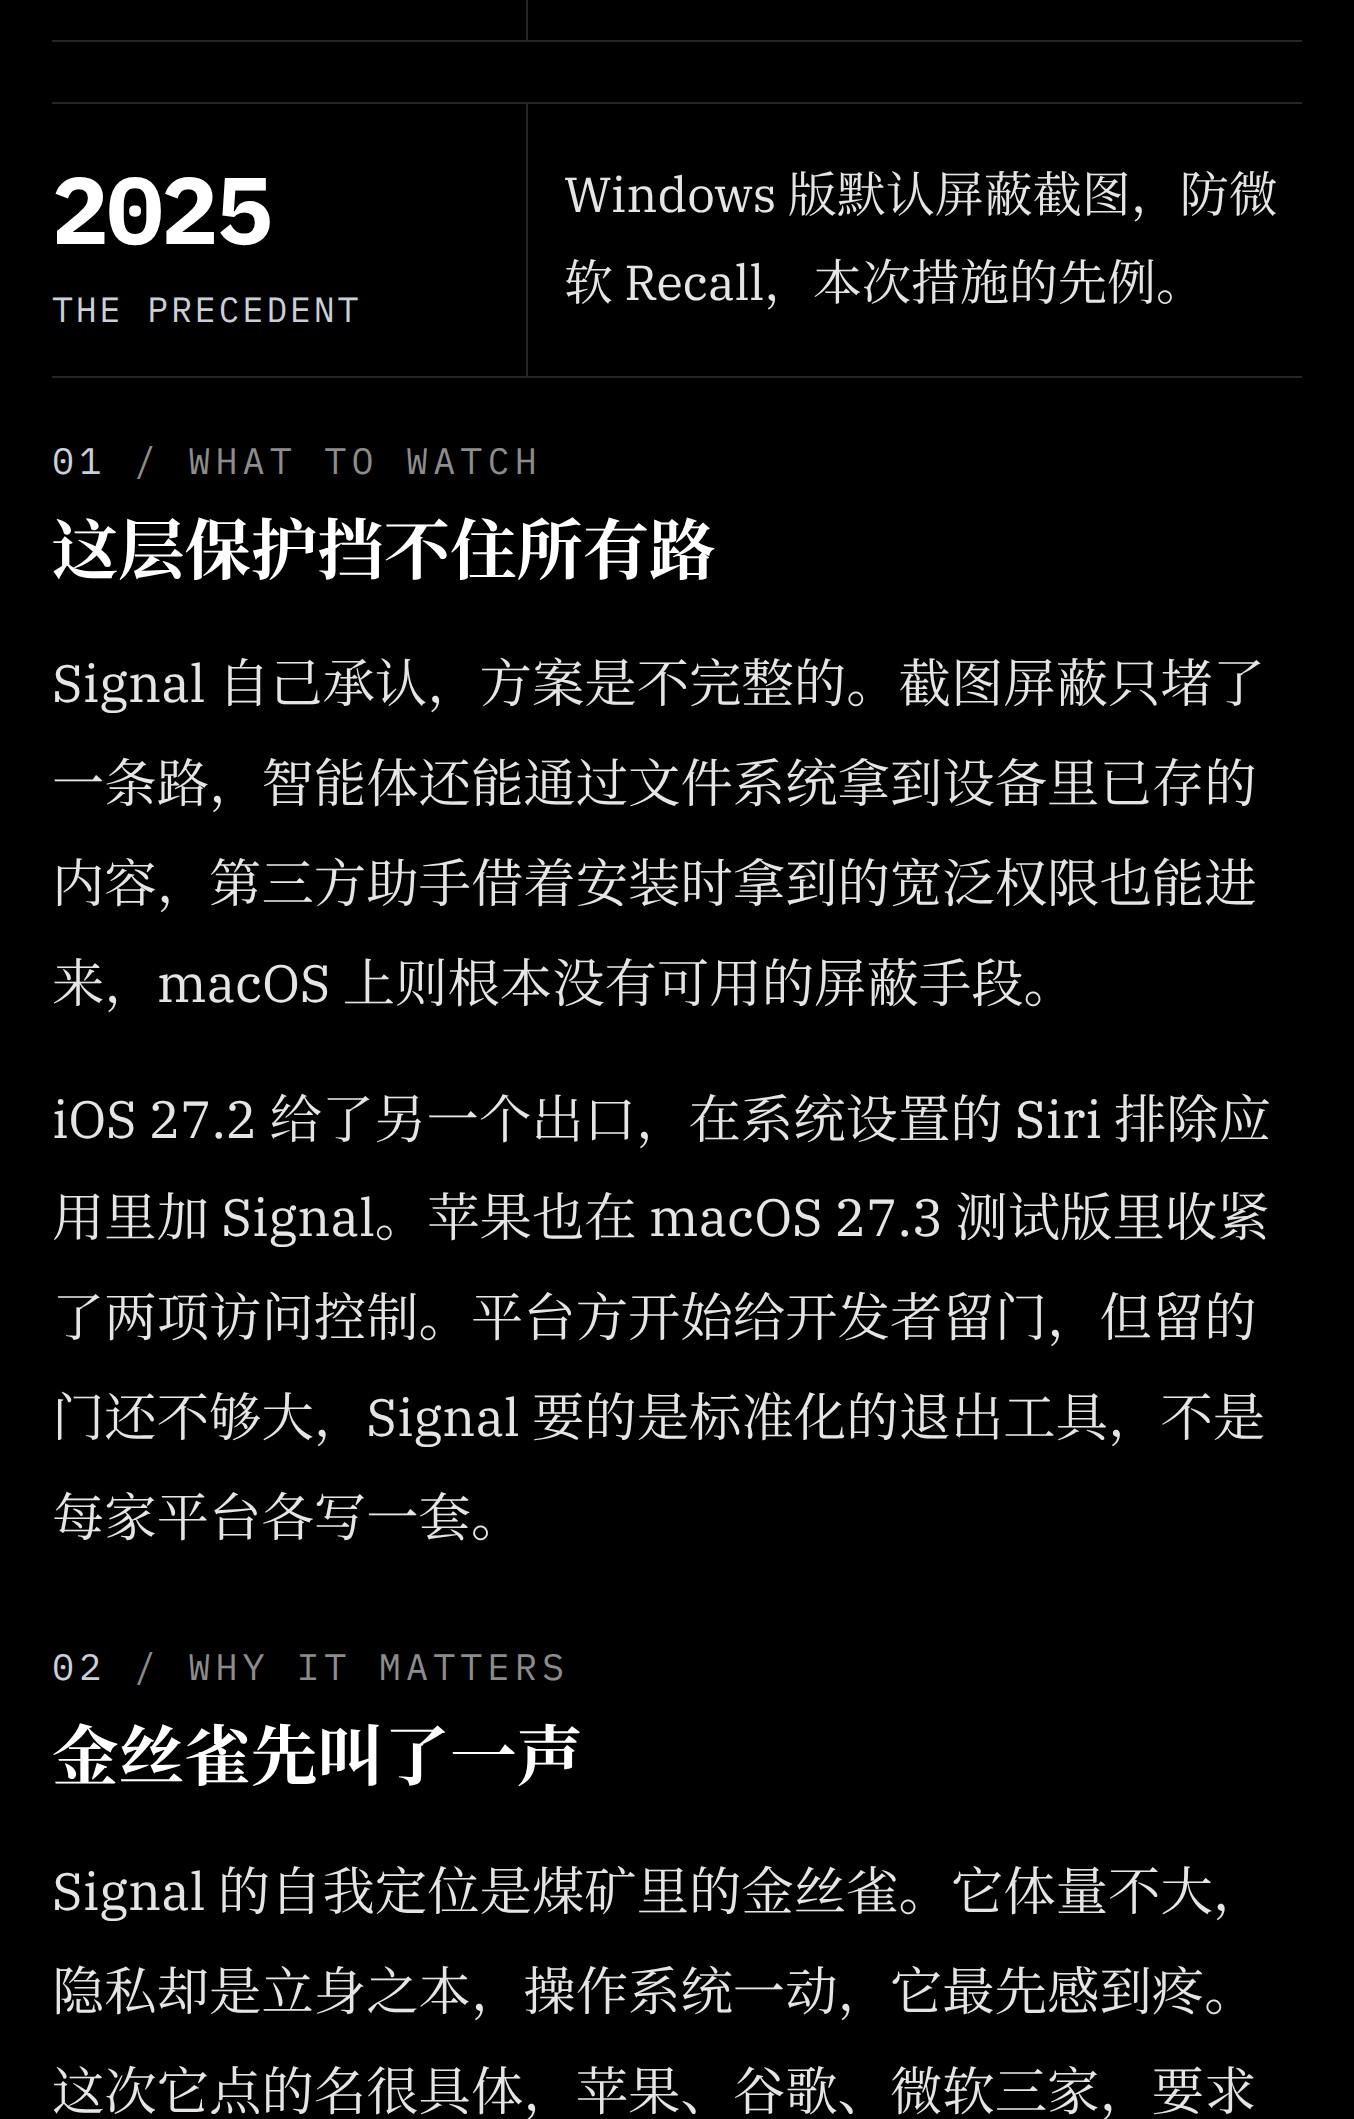 2025
THE PRECEDENT
Windows 版默认屏蔽截图，防微
软 Recall，本次措施的先例。
01 / WHAT TO WATCH
这层保护挡不住所有路
Signal 自己承认，方案是不完整的。截图屏蔽只堵了
一条路，智能体还能通过文件系统拿到设备里已存的
内容，第三方助手借着安装时拿到的宽泛权限也能进
来，macOS 上则根本没有可用的屏蔽手段。
iOS 27.2 给了另一个出口，在系统设置的 Siri 排除应
用里加 Signal。苹果也在 macOS 27.3 测试版里收紧
了两项访问控制。平台方开始给开发者留门，但留的
门还不够大，Signal 要的是标准化的退出工具，不是
每家平台各写一套。
02 / WHY IT MATTERS
金丝雀先叫了一声
Signal 的自我定位是煤矿里的金丝雀。它体量不大，
隐私却是立身之本，操作系统一动，它最先感到疼。
这次它点的名很具体，苹果、谷歌、微软三家，要求